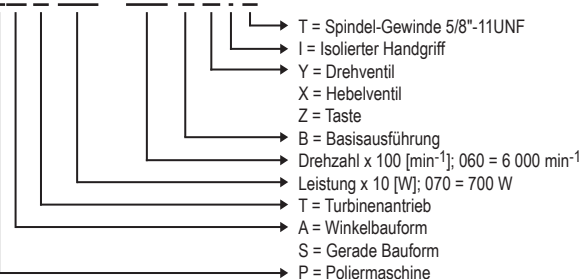 T = Spindel-Gewinde 5/8"-11UNF
I = Isolierter Handgriff
Y = Drehventil
X = Hebelventil
Z = Taste
B = Basisausführung
Drehzahl x 100 [min-1]; 060 = 6 000 min-1
Leistung x 10 [W]; 070 = 700 W
T = Turbinenantrieb
A = Winkelbauform
S = Gerade Bauform
P = Poliermaschine